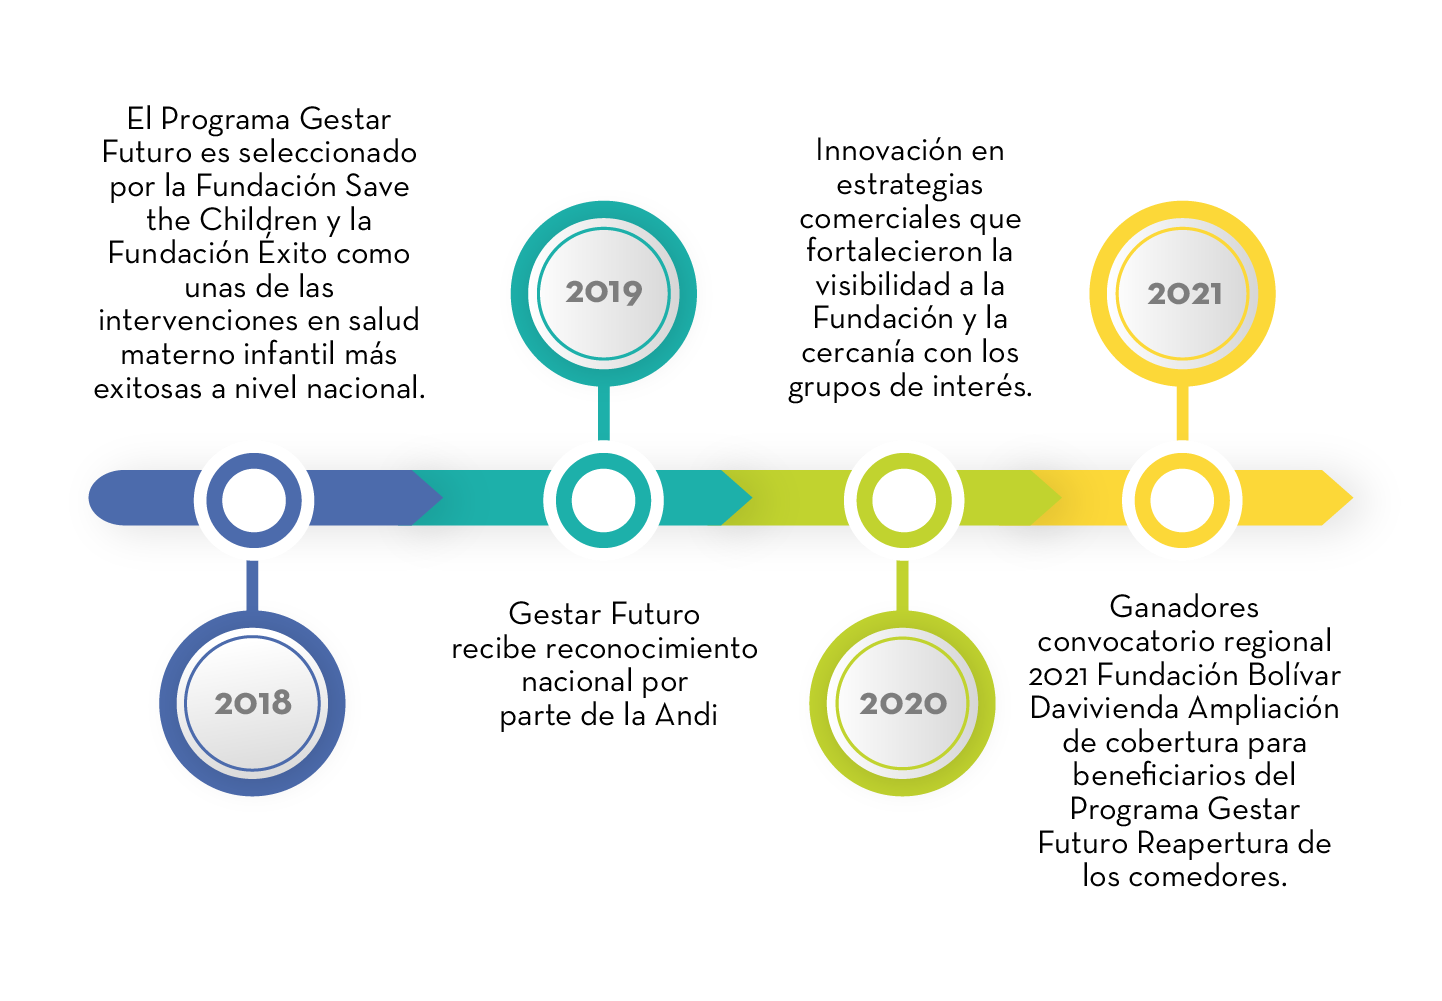 El Programa Gestar
Futuro es seleccionado
por la Fundación Save
the Children y la
Fundación Éxito como
unas de las
intervenciones en salud
materno infantil más
exitosas a nivel nacional.
2018
2019
Gestar Futuro
recibe reconocimiento
nacional por
parte de la Andi
Innovación en
estrategias
comerciales que
fortalecieron la
visibilidad a la
Fundación y la
cercanía con los
grupos de interés.
2020
2021
Ganadores
convocatorio regional
2021 Fundación Bolívar
Davivienda Ampliación
de cobertura para
beneficiarios del
Programa Gestar
Futuro Reapertura de
los comedores.